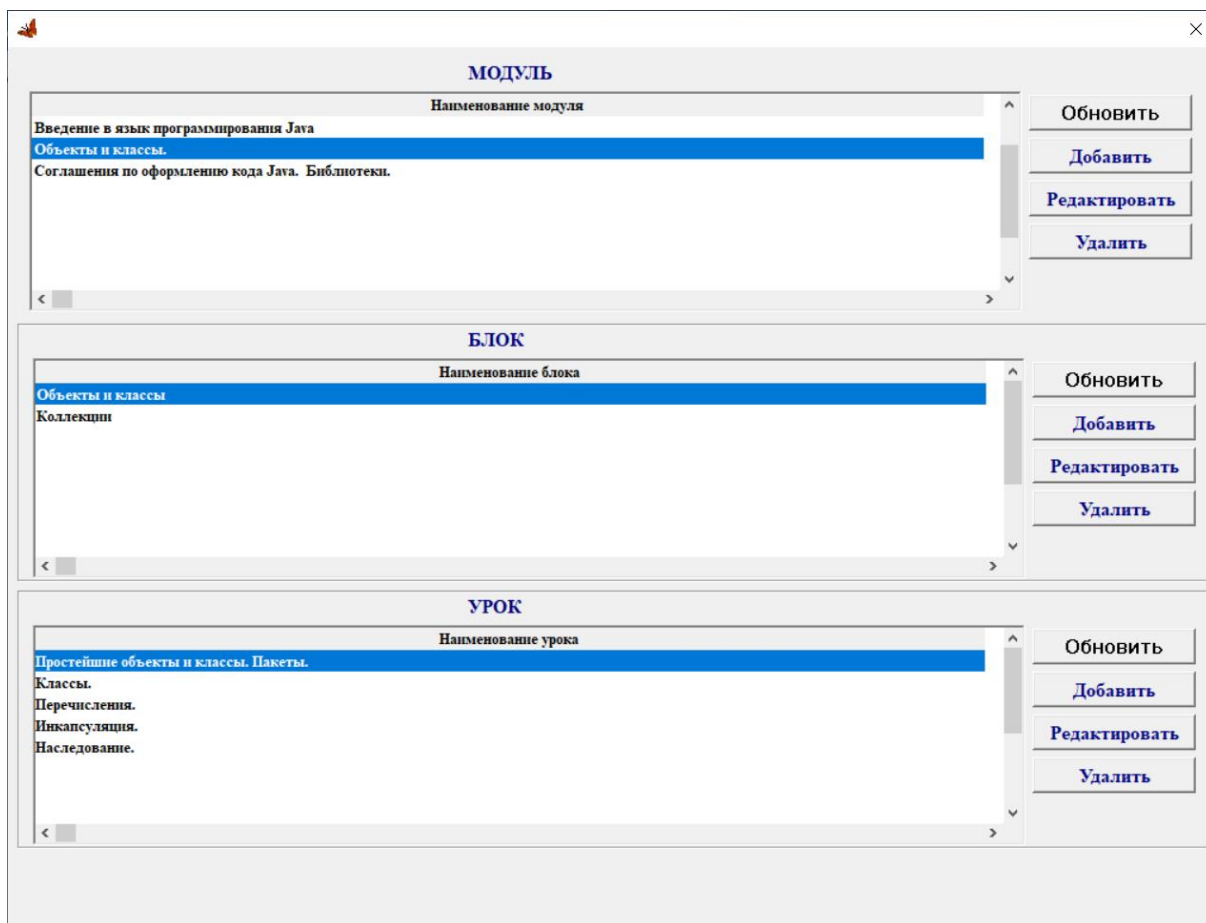 МОДУЛЬ
Наименование модуля
Введение в язык программирования Java
Объекты и классы.
Соглашения по оформлению кода Java.  Библиотеки.
Обновить
Добавить
Редактировать
Удалить
БЛОК
Наименование блока
Объекты и классы
Коллекции
Обновить
Добавить
Редактировать
Удалить
УРОК
Наименование урока
Простейшие объекты и классы. Пакеты.
Классы.
Перечисления.
Инкапсуляция.
Наследование.
Обновить
Добавить
Редактировать
Удалить